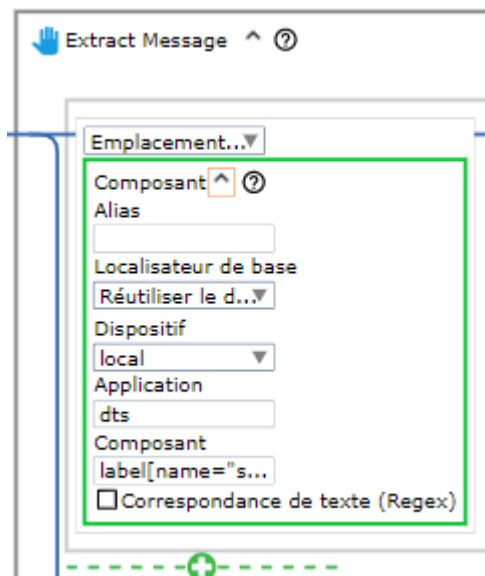 Extract Message
Emplacement...
Composant
Alias
Localisateur de base
Réutiliser le d...
Dispositif
local
Application
dts
Composant
label[name="s...
Correspondance de texte (Regex)